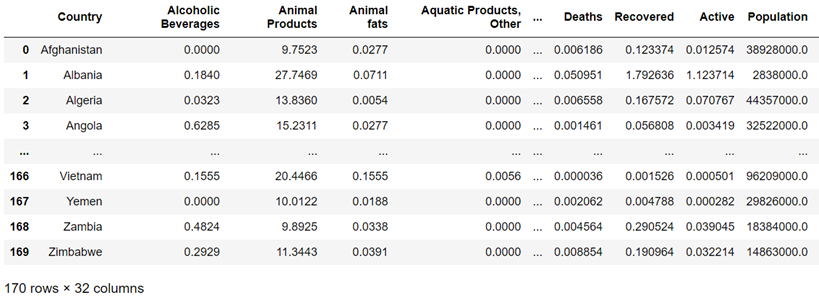 Country Alcoholic Beverages Animal Products Animal fats Aquatic Products, Other ... Deaths Recovered Active Population
0 Afghanistan 0.0000 9.7523 0.0277 0.0000 ... 0.006186 0.123374 0.012574 38928000.0
1 Albania 0.1840 27.7469 0.0711 0.0000 ... 0.050951 1.792636 1.123714 2838000.0
2 Algeria 0.0323 13.8360 0.0054 0.0000 ... 0.006558 0.167572 0.070767 44357000.0
3 Angola 0.6285 15.2311 0.0277 0.0000 ... 0.001461 0.056808 0.003419 32522000.0
... ... ... ... ... ... ... ... ... ... ...
166 Vietnam 0.1555 20.4466 0.1555 0.0056 ... 0.000036 0.001526 0.000501 96209000.0
167 Yemen 0.0000 10.0122 0.0188 0.0000 ... 0.002062 0.004788 0.000282 29826000.0
168 Zambia 0.4824 9.8925 0.0338 0.0000 ... 0.004564 0.290524 0.039045 18384000.0
169 Zimbabwe 0.2929 11.3443 0.0391 0.0000 ... 0.008854 0.190964 0.032214 14863000.0
170 rows × 32 columns